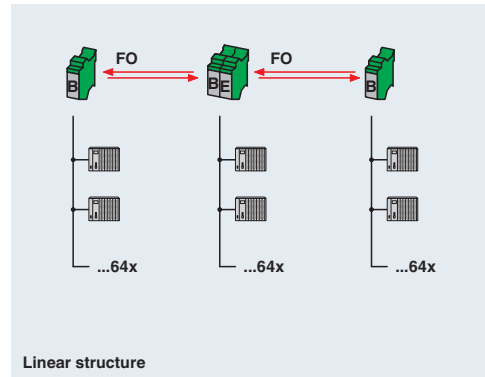 FO FO
B B E B
...64x ...64x ...64x
Linear structure